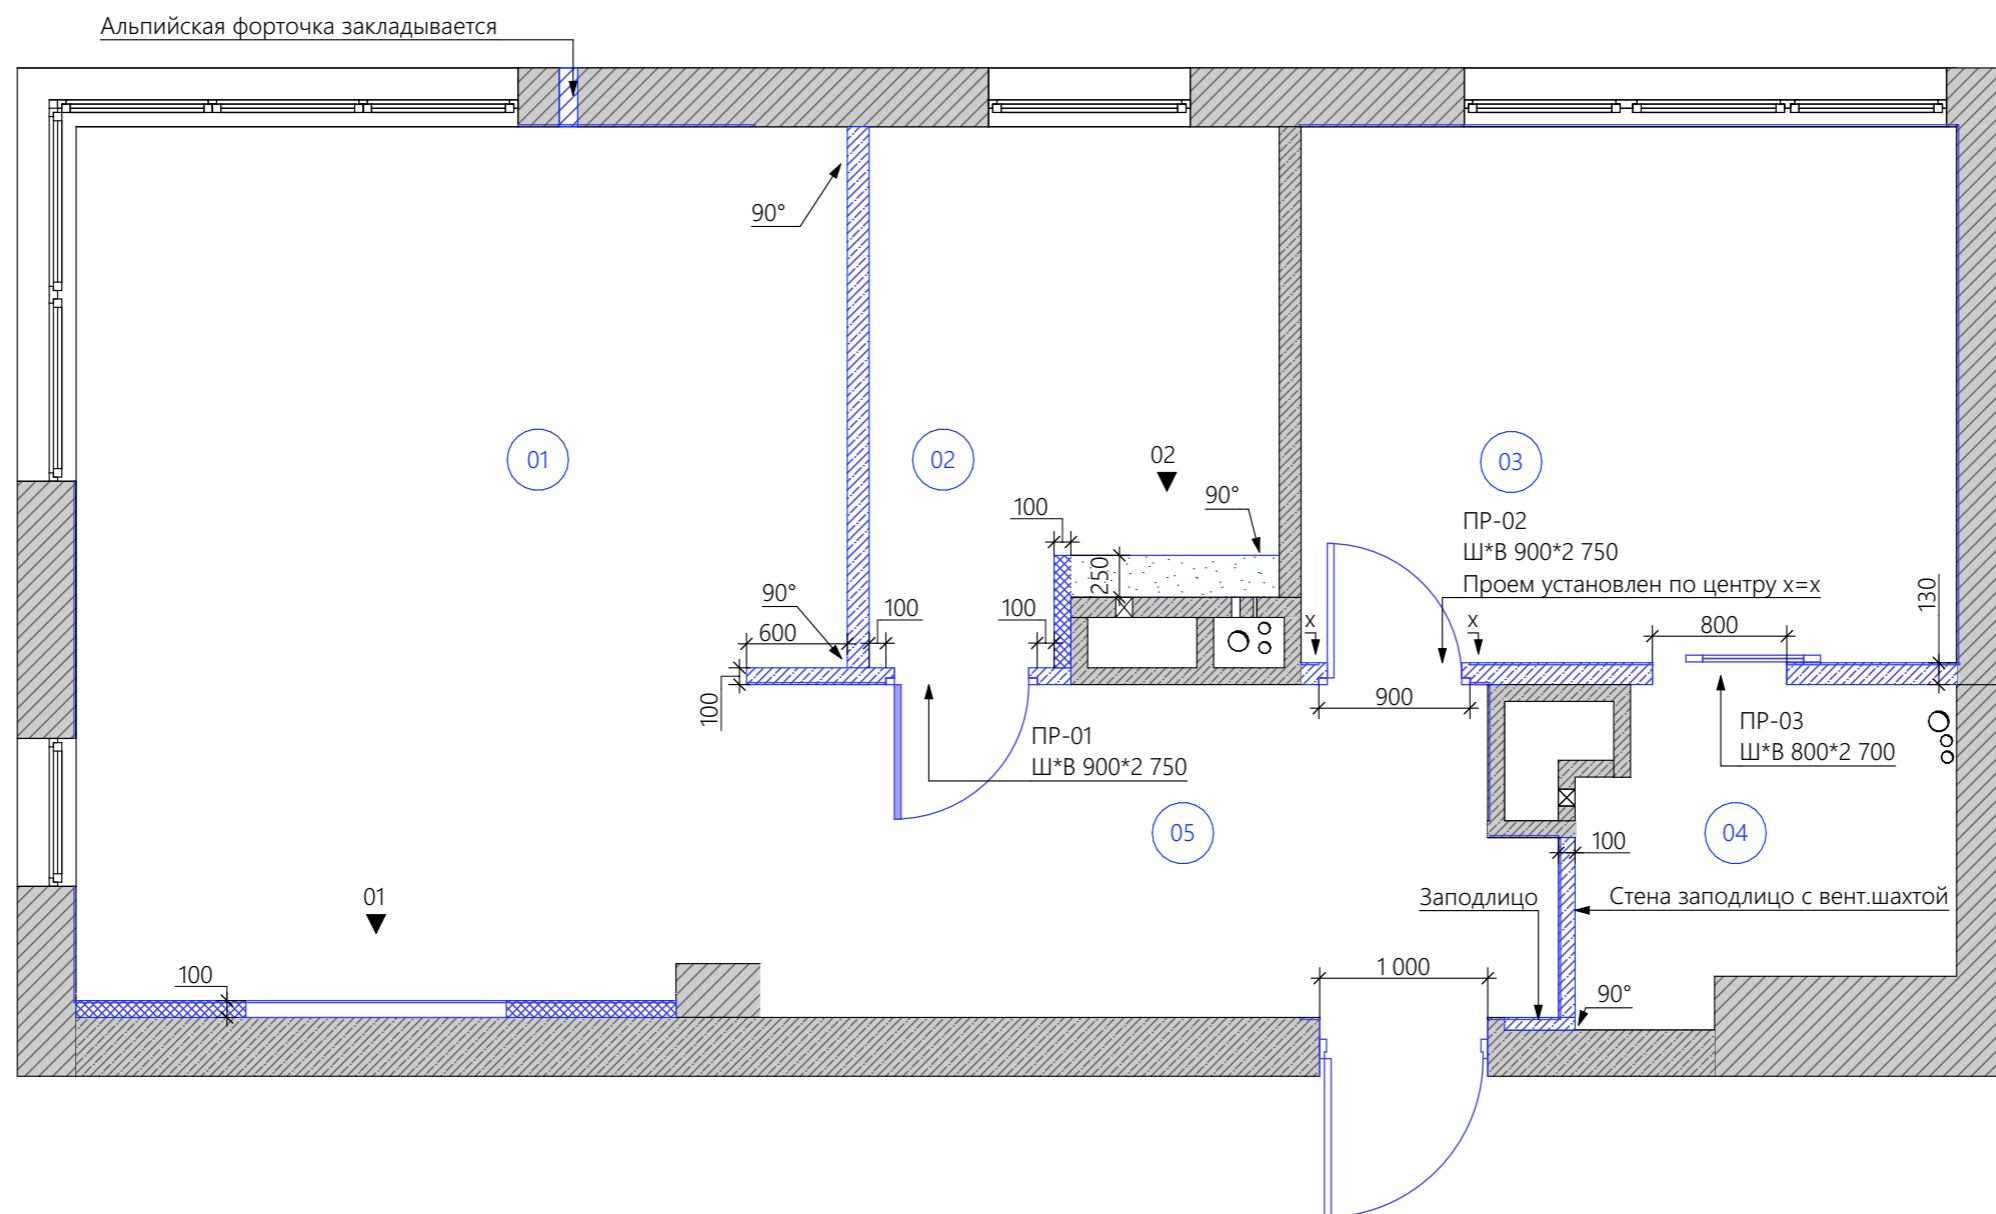 Альпийская форточка закладывается
90°
01
02
02
03
90°
100
250
ПР-02
Ш*В 900*2 750
Проем установлен по центру x=x
90°
600
100
100
x
x
800
130
100
900
ПР-01
Ш*В 900*2 750
ПР-03
Ш*В 800*2 700
05
04
100
01
Заподлицо
Стена заподлицо с вент.шахтой
100
1 000
90°